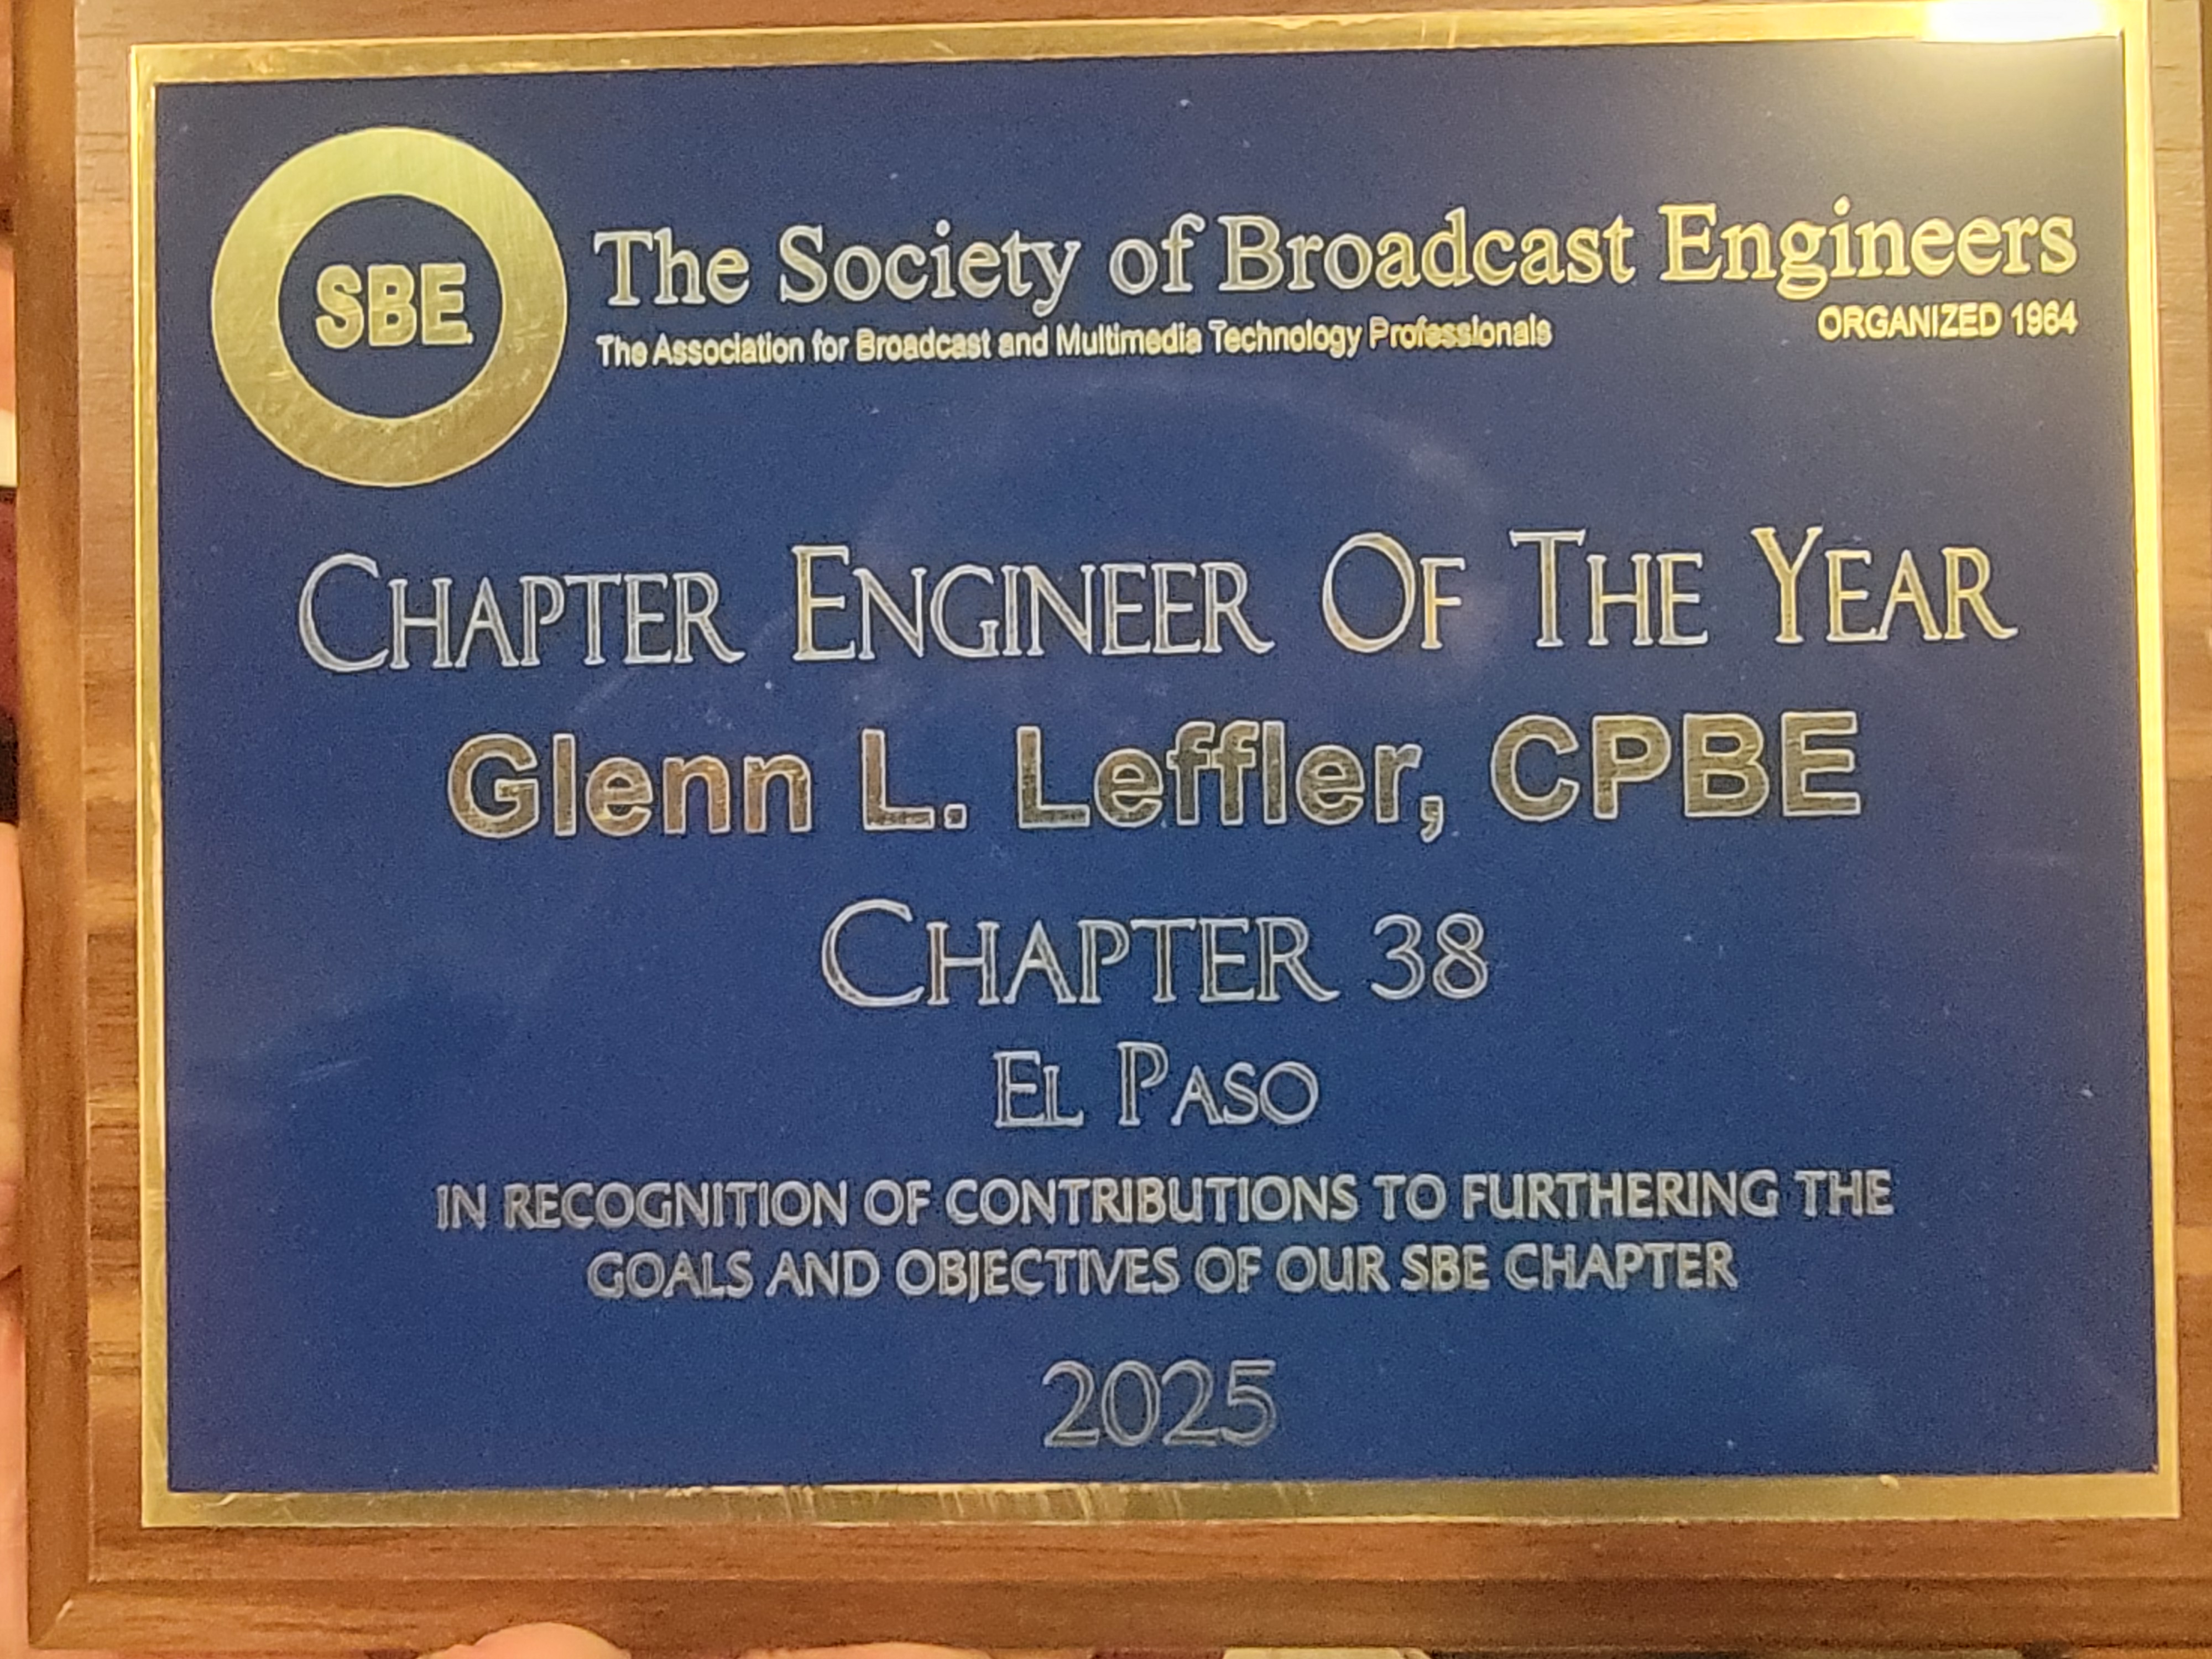 SBE
The Society of Broadcast Engineers
The Association for Broadcast and Multimedia Technology Professionals
ORGANIZED 1964
CHAPTER ENGINEER OF THE YEAR
Glenn L. Leffler, CPBE
CHAPTER 38
EL PASO
IN RECOGNITION OF CONTRIBUTIONS TO FURTHERING THE
GOALS AND OBJECTIVES OF OUR SBE CHAPTER
2025